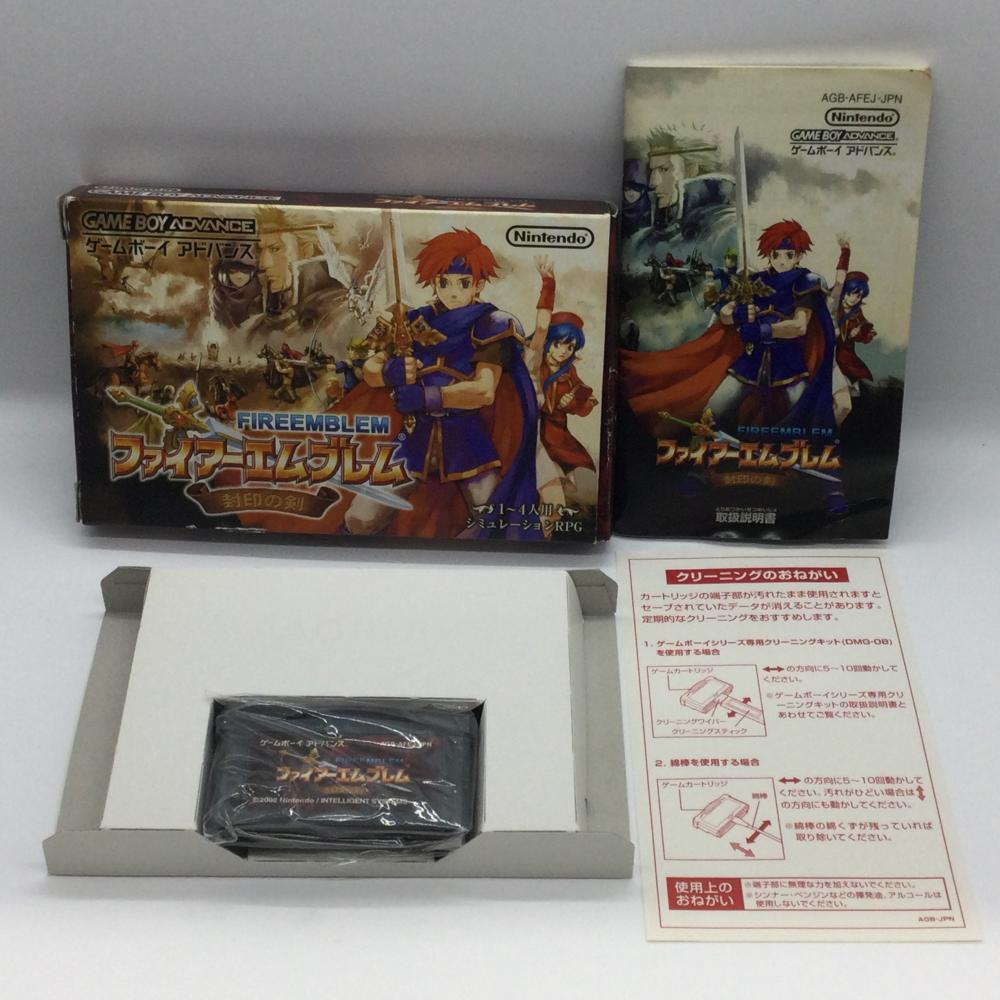 GAME BOY ADVANCE
ゲームボーイ アドバンス
Nintendo
FIREEMBLEM
ファイアーエムブレム
封印の剣
1~4人用
シミュレーションRPG
AGB-AFEJ-JPN
Nintendo
GAME BOY ADVANCE
ゲームボーイ アドバンス
FIREEMBLEM
ファイアーエムブレム
封印の剣
とりあつかいせつめいしょ
取扱説明書
ゲームボーイ アドバンス
AGB-AFEJ-JPN
FIREEMBLEM
ファイアーエムブレム
©2002 Nintendo / INTELLIGENT SYSTEMS
クリーニングのおねがい
カートリッジの端子部が汚れたまま使用されますと
セーブされていたデータが消えることがあります。
定期的なクリーニングをおすすめします。
1. ゲームボーイシリーズ専用クリーニングキット(DMG-08)
を使用する場合
ゲームカートリッジ
クリーニングワイパー
クリーニングスティック
⟷の方向に5~10回動かして
ください。
※ゲームボーイシリーズ専用クリ
ーニングキットの取扱説明書と
あわせてご覧ください。
2. 綿棒を使用する場合
ゲームカートリッジ
綿棒
⟷の方向に5~10回動かして
ください。汚れがひどい場合は↕
の方向にも動かしてください。
※綿棒の綿くずが残っていれば
取り除いてください。
使用上の
おねがい
※端子部に無理な力を加えないでください。
※シンナー・ベンジンなどの揮発油、アルコールは
使用しないでください。
AGB-JPN